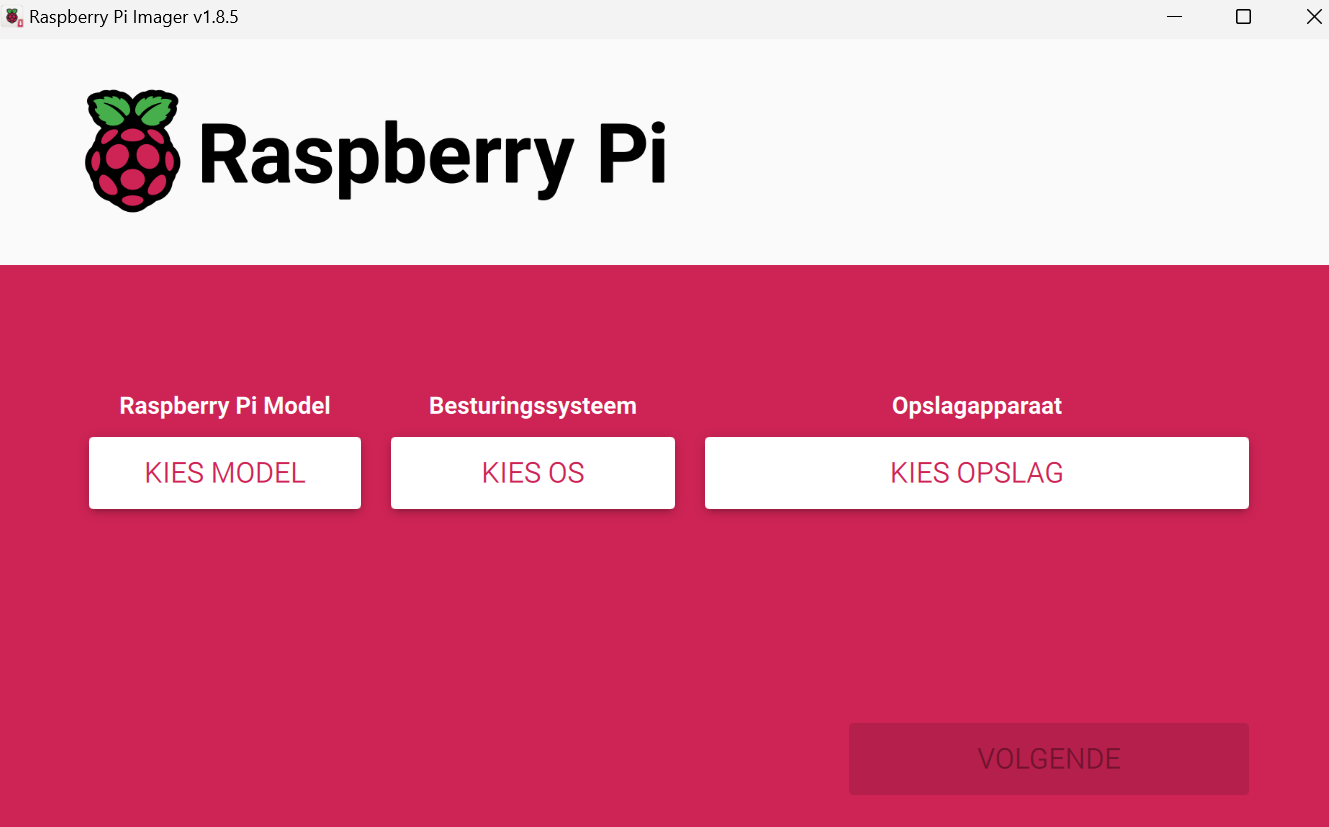 Raspberry Pi Imager v1.8.5
Raspberry Pi
Raspberry Pi Model
Besturingssysteem
Opslagapparaat
KIES MODEL
KIES OS
KIES OPSLAG
VOLGENDE